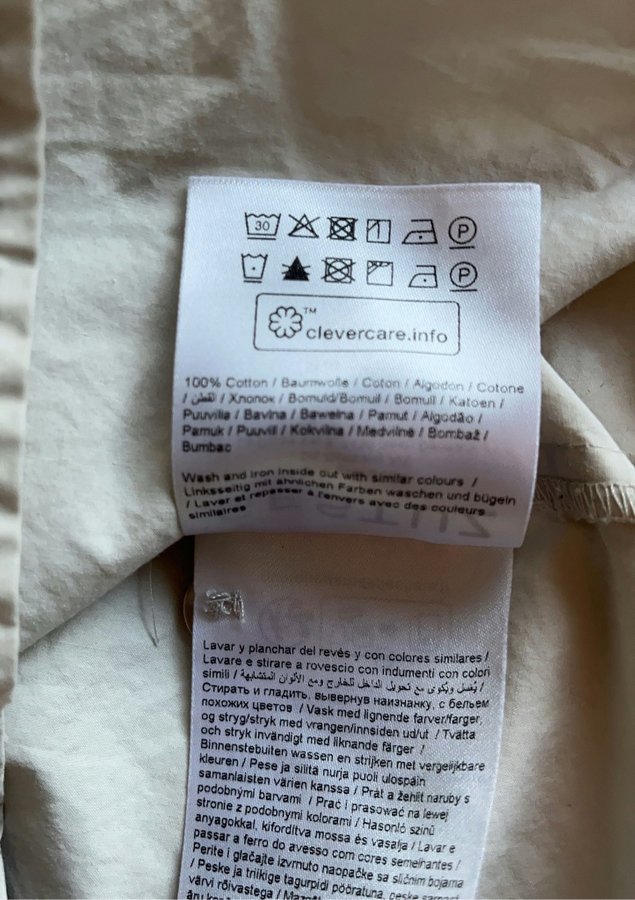 30 P
P
™
clevercare.info
100% Cotton / Baumwolle / Coton / Algodon / Cotone
/ القطن / Хлопок / Bomuld/Bomull / Bomull / Katoen /
Puuvilla / Bavlna / Bawełna / Pamut / Algodão /
Pamuk / Puuvill / Kokvilna / Medvilnė / Bombaž /
Bumbac
Wash and iron inside out with similar colours /
Linksseitig mit ähnlichen Farben waschen und bügeln
/ Laver et repasser à l'envers avec des couleurs
similaires
Lavar y planchar del revés y con colores similares /
Lavare e stirare a rovescio con indumenti con colori
simili / يُغسل ويُكوى مع تحويل الداخل للخارج ومع الألوان المتشابهة /
Стирать и гладить, вывернув наизнанку, с бельем
похожих цветов / Vask med lignende farver/farger,
og stryg/stryk med vrangen/innsiden ud/ut / Tvätta
och stryk invändigt med liknande färger /
Binnenstebuiten wassen en strijken met vergelijkbare
kleuren / Pese ja silitä nurja puoli ulospäin
samanlaisten värien kanssa / Prát a žehlit naruby s
podobnými barvami / Prać i prasować na lewej
stronie z podobnymi kolorami / Hasonló színű
anyagokkal, kifordítva mossa és vasalja / Lavar e
passar a ferro do avesso com cores semelhantes /
Perite i glačajte izvrnuto naopačke sa sličnim bojama
/ Peske ja triikige tagurpidi pööratuna, peske sarnast
värvi rõivastega /